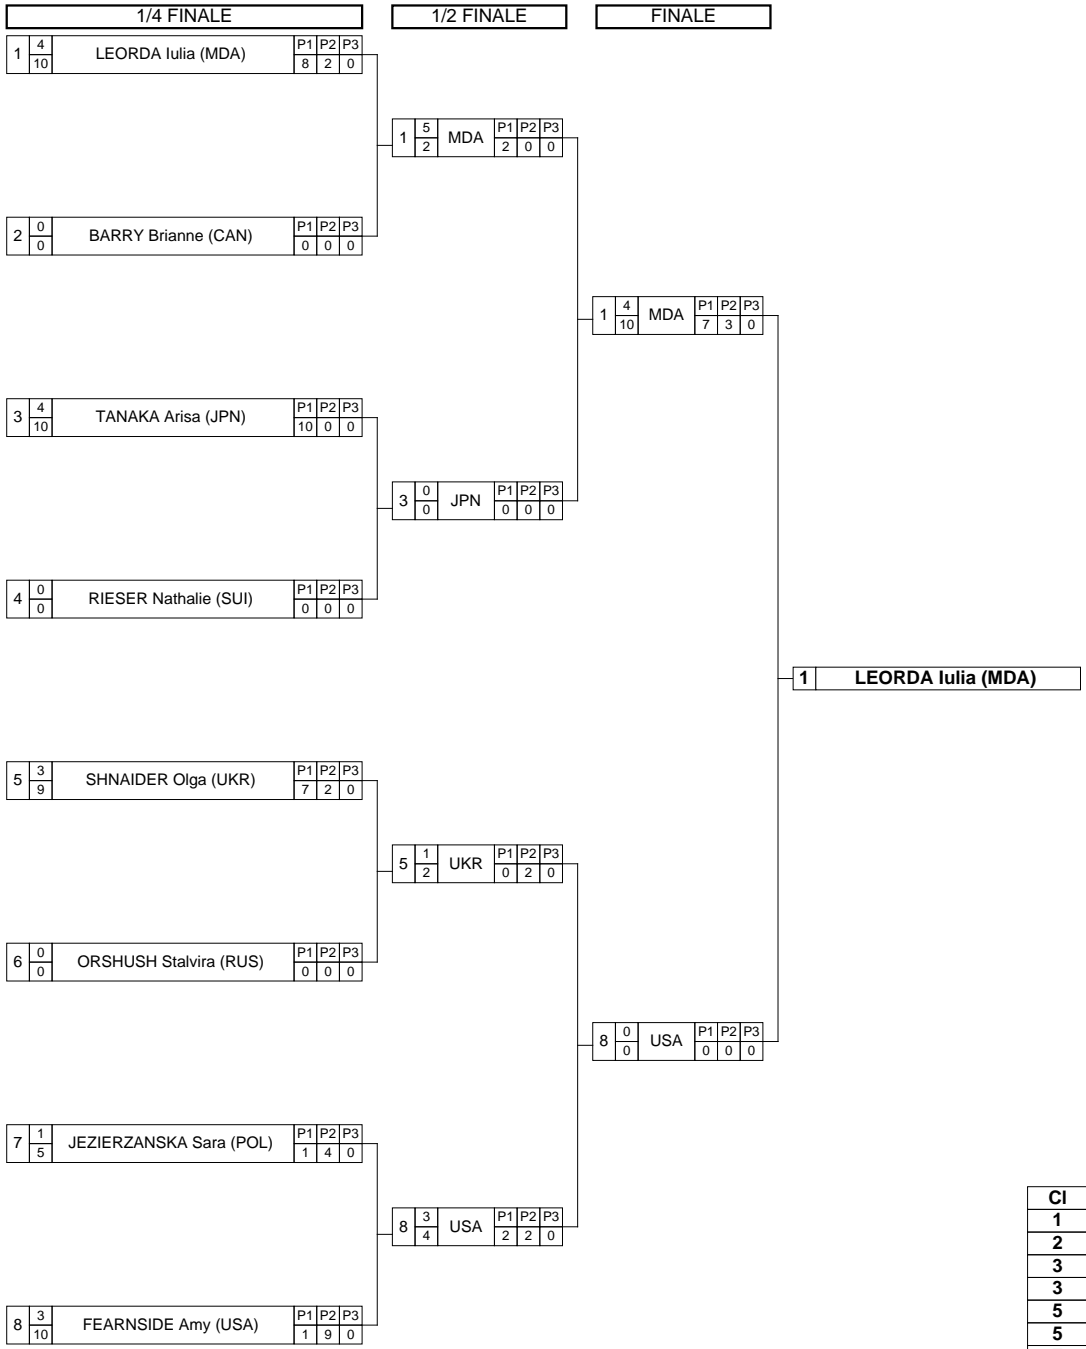 1/4 FINALE 1/2 FINALE FINALE
1 4 10 LEORDA Iulia (MDA) P1 P2 P3 8 2 0
1 5 2 MDA P1 P2 P3 2 0 0
2 0 0 BARRY Brianne (CAN) P1 P2 P3 0 0 0
1 4 10 MDA P1 P2 P3 7 3 0
3 4 10 TANAKA Arisa (JPN) P1 P2 P3 10 0 0
3 0 0 JPN P1 P2 P3 0 0 0
4 0 0 RIESER Nathalie (SUI) P1 P2 P3 0 0 0
1 LEORDA Iulia (MDA)
5 3 9 SHNAIDER Olga (UKR) P1 P2 P3 7 2 0
5 1 2 UKR P1 P2 P3 0 2 0
6 0 0 ORSHUSH Stalvira (RUS) P1 P2 P3 0 0 0
8 0 0 USA P1 P2 P3 0 0 0
7 1 5 JEZIERZANSKA Sara (POL) P1 P2 P3 1 4 0
8 3 4 USA P1 P2 P3 2 2 0
8 3 10 FEARNSIDE Amy (USA) P1 P2 P3 1 9 0
Cl
1
2
3
3
5
5